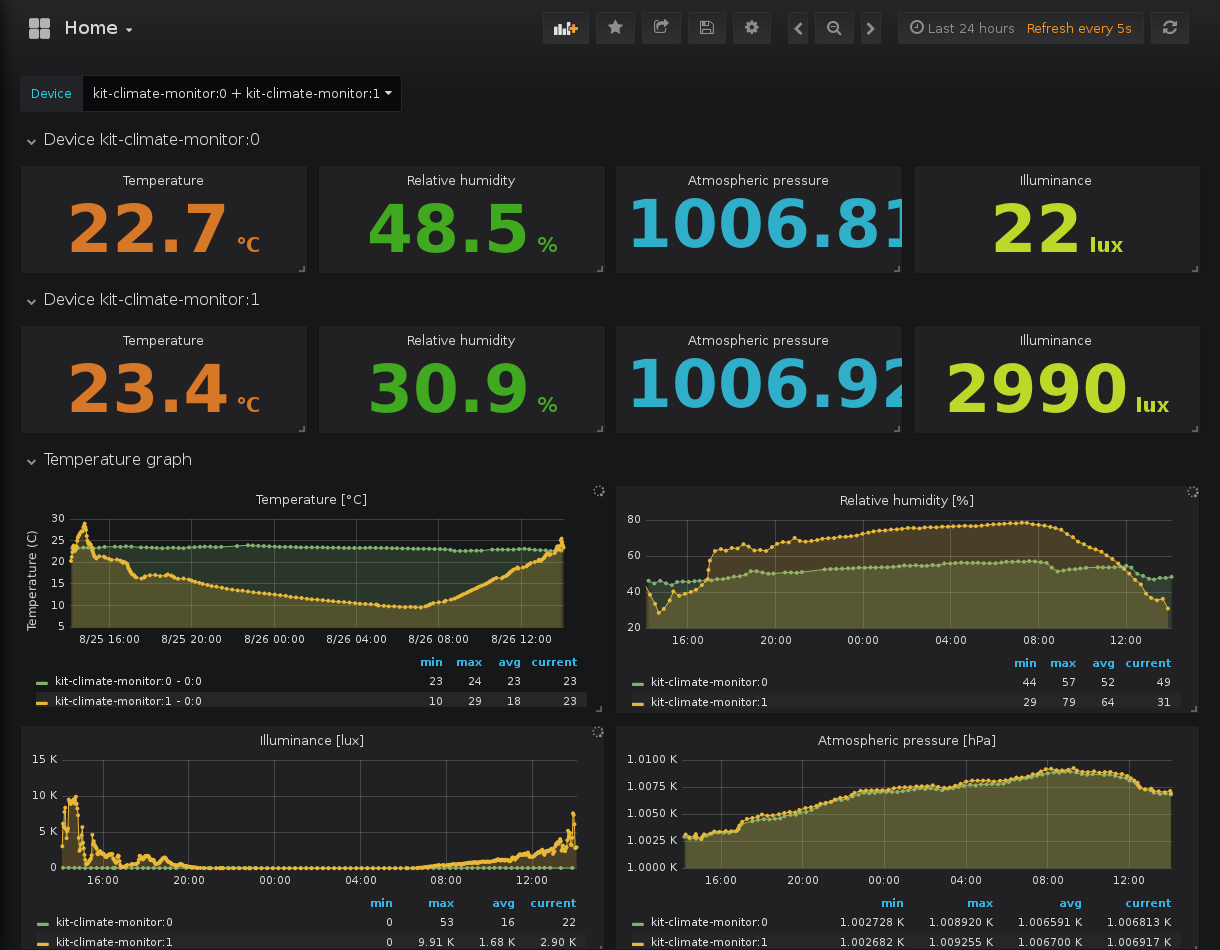 Home
Last 24 hours Refresh every 5s
Device kit-climate-monitor:0 + kit-climate-monitor:1
Device kit-climate-monitor:0
Temperature Relative humidity Atmospheric pressure Illuminance
22.7 °C 48.5 % 1006.81 22 lux
Device kit-climate-monitor:1
Temperature Relative humidity Atmospheric pressure Illuminance
23.4 °C 30.9 % 1006.92 2990 lux
Temperature graph
Temperature [°C]
Temperature (C)
30
25
20
15
10
5
8/25 16:00 8/25 20:00 8/26 00:00 8/26 04:00 8/26 08:00 8/26 12:00
min max avg current
kit-climate-monitor:0 - 0:0 23 24 23 23
kit-climate-monitor:1 - 0:0 10 29 18 23
Relative humidity [%]
80
60
40
20
16:00 20:00 00:00 04:00 08:00 12:00
min max avg current
kit-climate-monitor:0 44 57 52 49
kit-climate-monitor:1 29 79 64 31
Illuminance [lux]
15 K
10 K
5 K
0
16:00 20:00 00:00 04:00 08:00 12:00
min max avg current
kit-climate-monitor:0 0 53 16 22
kit-climate-monitor:1 0 9.91 K 1.68 K 2.90 K
Atmospheric pressure [hPa]
1.0100 K
1.0075 K
1.0050 K
1.0025 K
1.0000 K
16:00 20:00 00:00 04:00 08:00 12:00
min max avg current
kit-climate-monitor:0 1.002728 K 1.008920 K 1.006591 K 1.006813 K
kit-climate-monitor:1 1.002682 K 1.009255 K 1.006700 K 1.006917 K